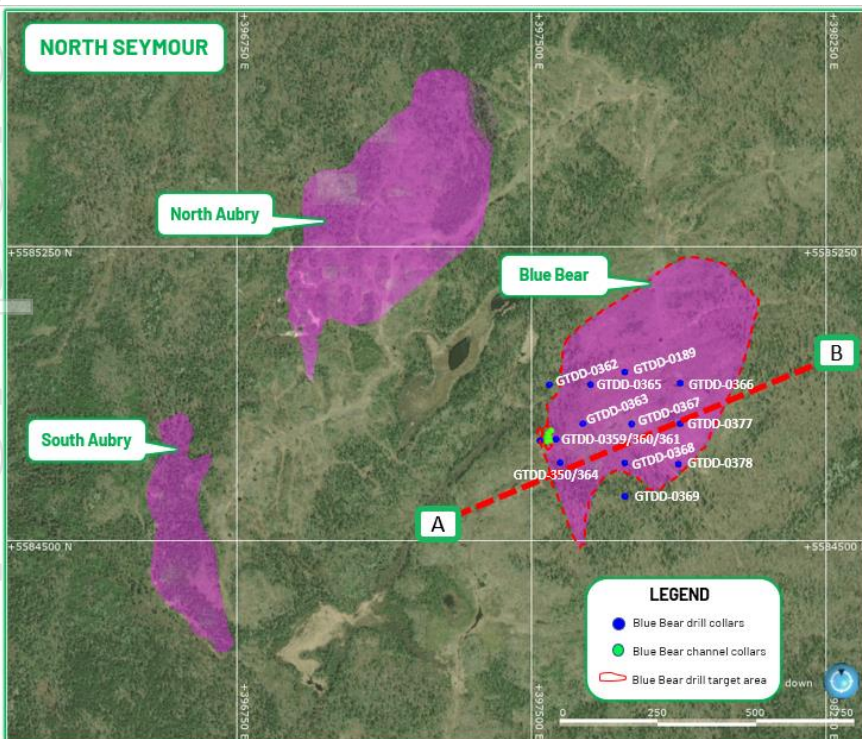 NORTH SEYMOUR
+396750 E
+397500 E
+398250 E
North Aubry
+5585250 N
+5585250 N
Blue Bear
B
GTDD-0362
GTDD-0189
GTDD-0365
GTDD-0366
GTDD-0363
GTDD-0367
GTDD-0377
South Aubry
GTDD-0359/360/361
GTDD-0368
GTDD-0378
GTDD-350/364
GTDD-0369
A
+5584500 N
+5584500 N
LEGEND
Blue Bear drill collars
Blue Bear channel collars
Blue Bear drill target area
down
+396750 E
+397500 E
0
250
500
750